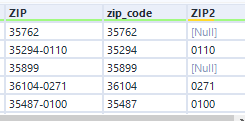 ZIP zip_code ZIP2
35762 35762 [Null]
35294-0110 35294 0110
35899 35899 [Null]
36104-0271 36104 0271
35487-0100 35487 0100